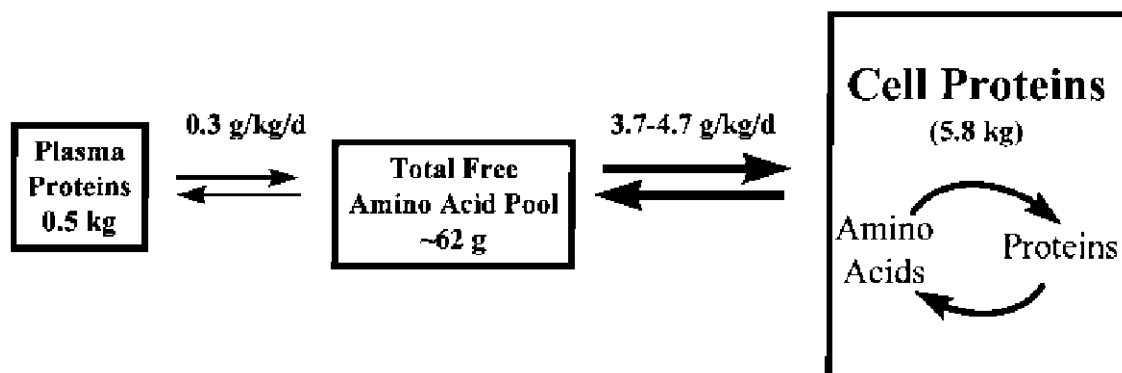 Plasma
Proteins
0.5 kg
0.3 g/kg/d
Total Free
Amino Acid Pool
~62 g
3.7-4.7 g/kg/d
Cell Proteins
(5.8 kg)
Amino
Acids
Proteins